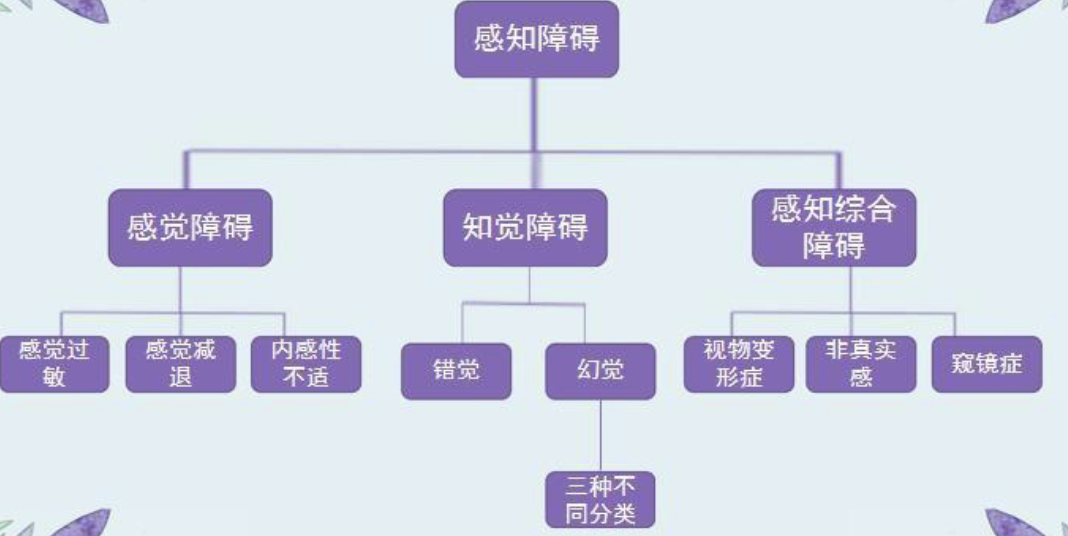 感知障碍
感觉障碍
知觉障碍
感知综合
障碍
感觉过
敏
感觉减
退
内感性
不适
错觉
幻觉
视物变
形症
非真实
感
窥镜症
三种不
同分类